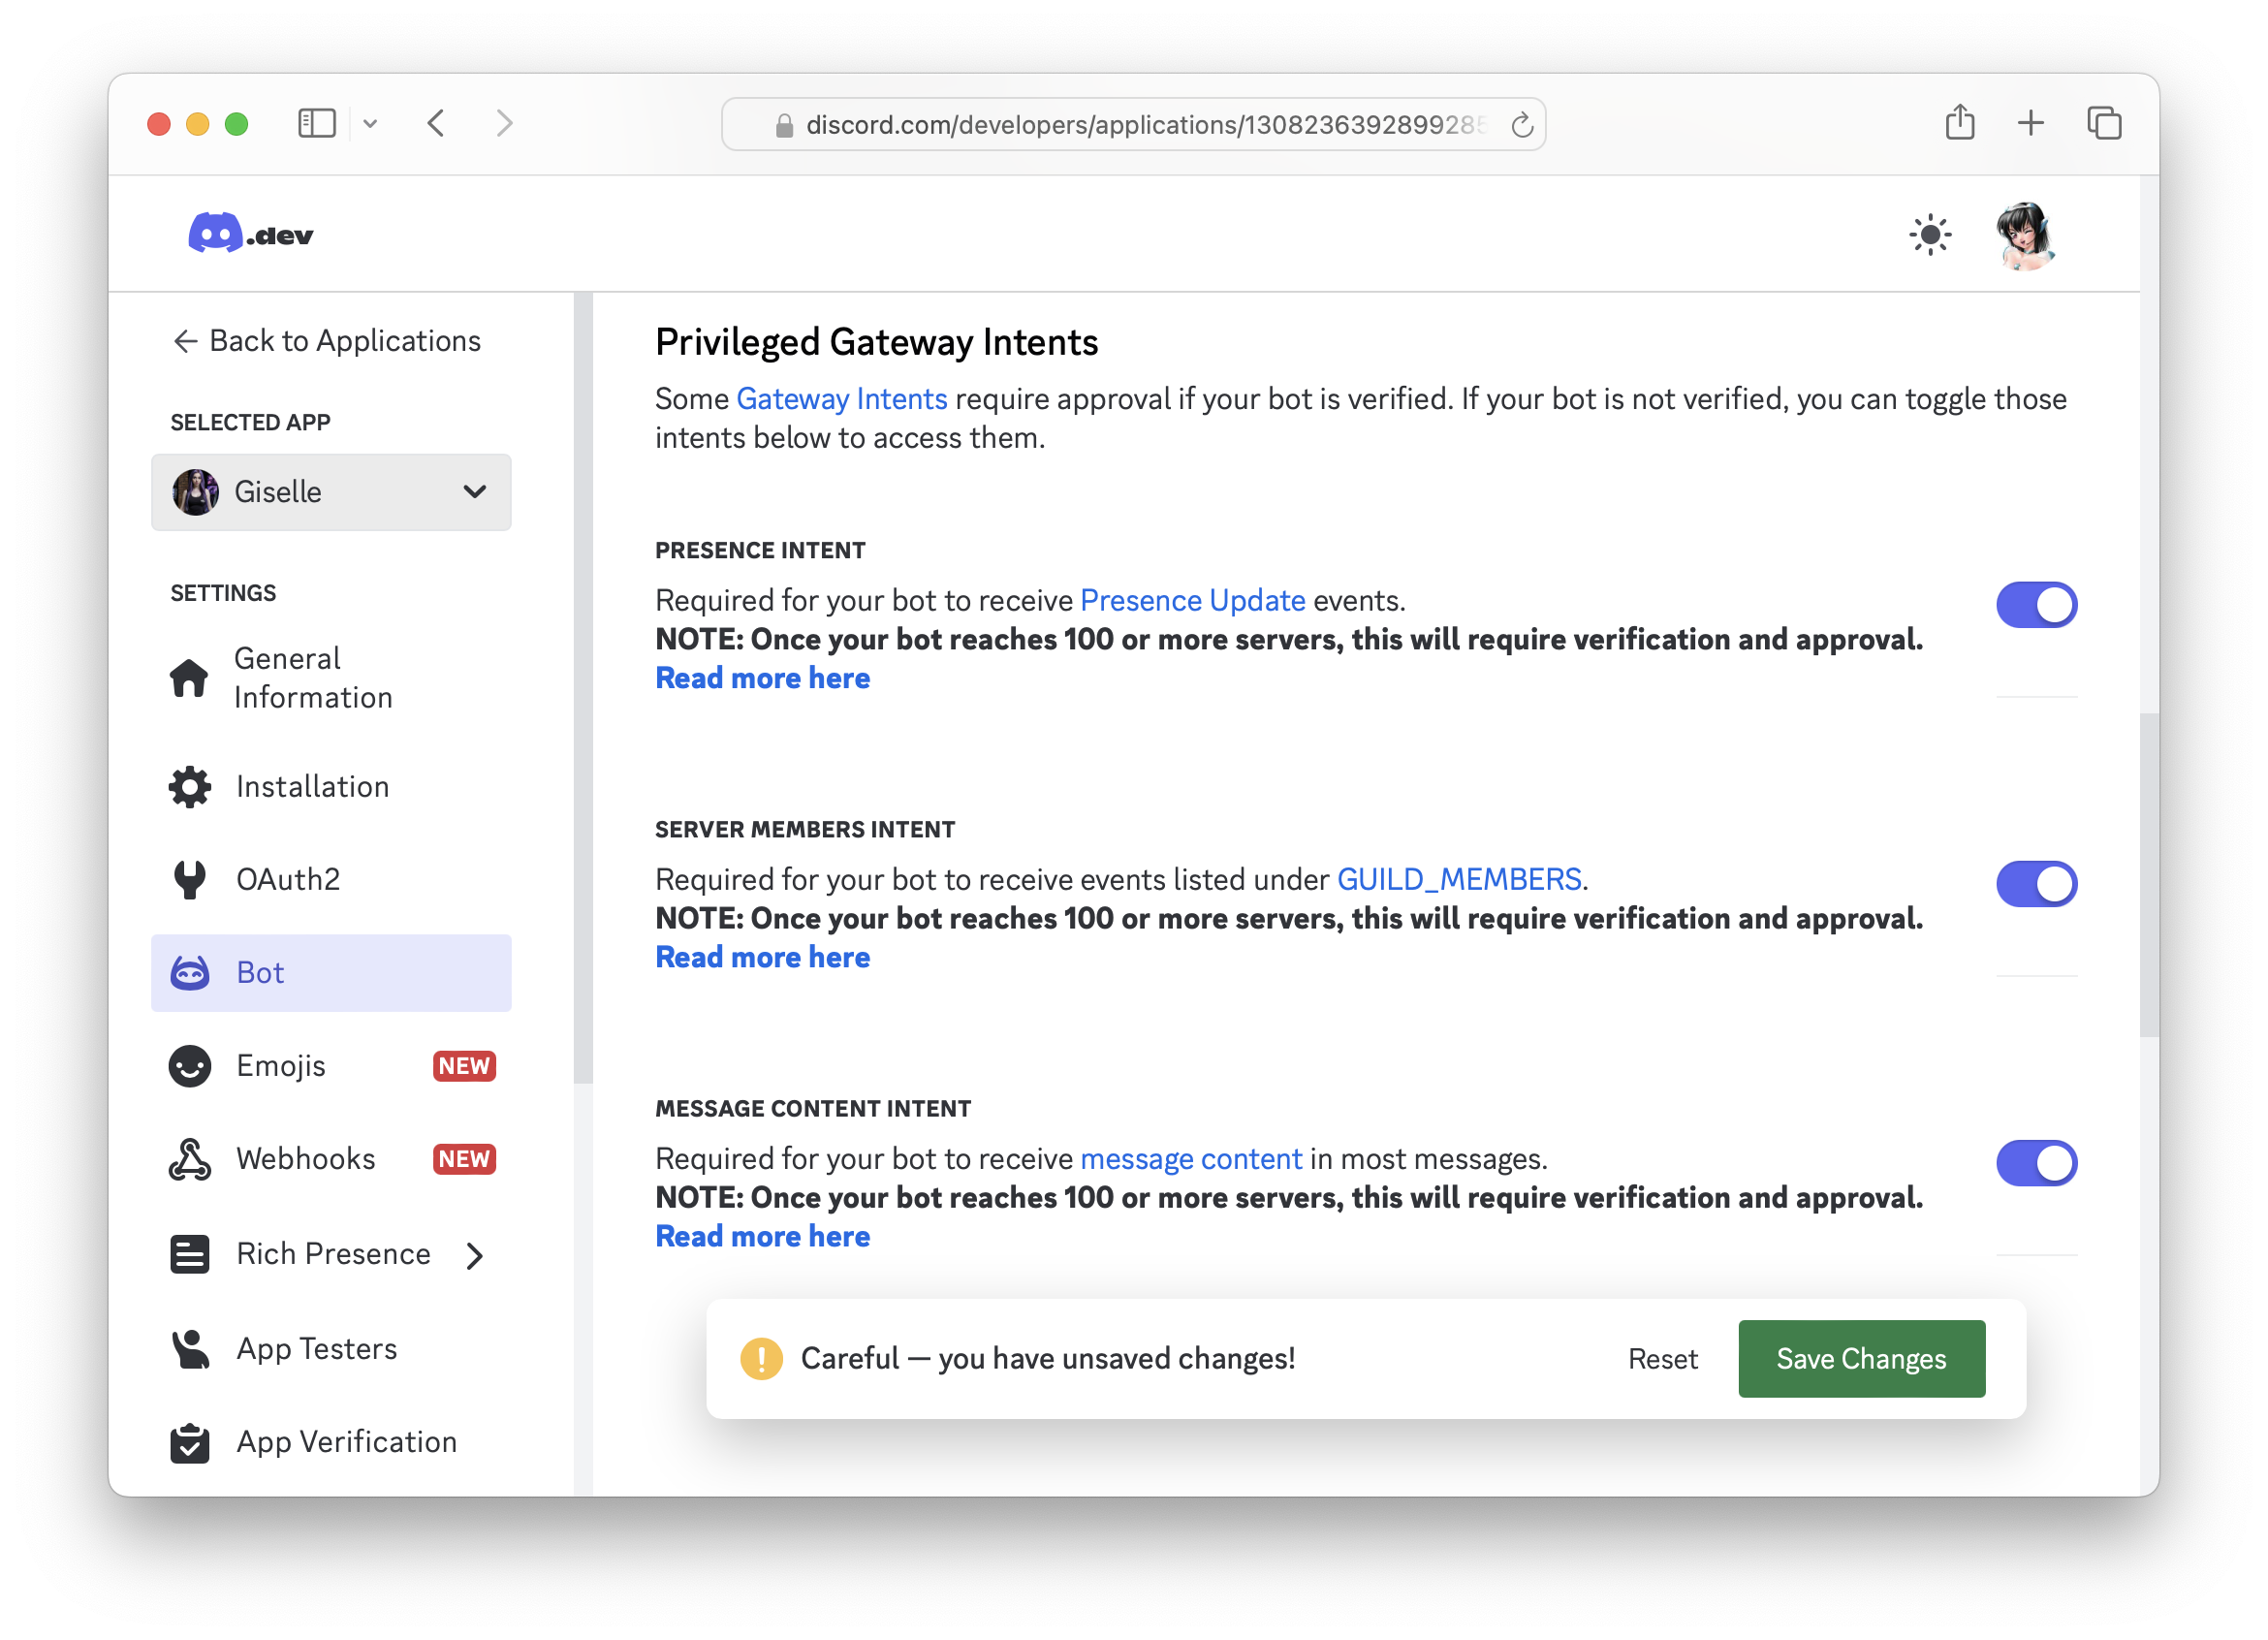 discord.com/developers/applications/1308236392899285
.dev
Back to Applications
SELECTED APP
Giselle
SETTINGS
General
Information
Installation
OAuth2
Bot
Emojis NEW
Webhooks NEW
Rich Presence
App Testers
App Verification
Privileged Gateway Intents
Some Gateway Intents require approval if your bot is verified. If your bot is not verified, you can toggle those
intents below to access them.
PRESENCE INTENT
Required for your bot to receive Presence Update events.
NOTE: Once your bot reaches 100 or more servers, this will require verification and approval.
Read more here
SERVER MEMBERS INTENT
Required for your bot to receive events listed under GUILD_MEMBERS.
NOTE: Once your bot reaches 100 or more servers, this will require verification and approval.
Read more here
MESSAGE CONTENT INTENT
Required for your bot to receive message content in most messages.
NOTE: Once your bot reaches 100 or more servers, this will require verification and approval.
Read more here
Careful — you have unsaved changes!
Reset
Save Changes